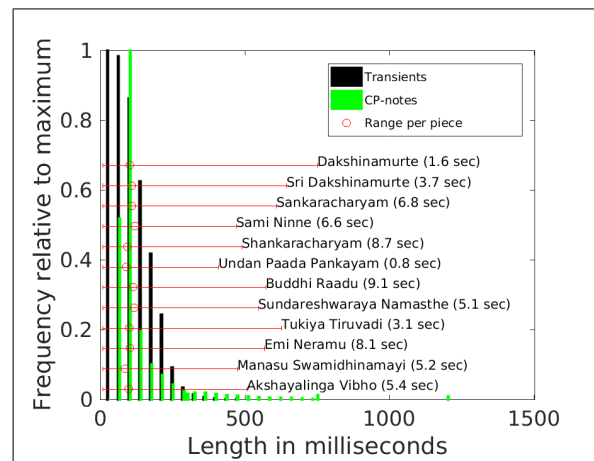 Frequency relative to maximum
1
0.8
0.6
0.4
0.2
0
Transients
CP-notes
Range per piece
Dakshinamurte (1.6 sec)
Sri Dakshinamurte (3.7 sec)
Sankaracharyam (6.8 sec)
Sami Ninne (6.6 sec)
Shankaracharyam (8.7 sec)
Undan Paada Pankayam (0.8 sec)
Buddhi Raadu (9.1 sec)
Sundareshwaraya Namasthe (5.1 sec)
Tukiya Tiruvadi (3.1 sec)
Emi Neramu (8.1 sec)
Manasu Swamidhinamayi (5.2 sec)
Akshayalinga Vibho (5.4 sec)
0 500 1000 1500
Length in milliseconds